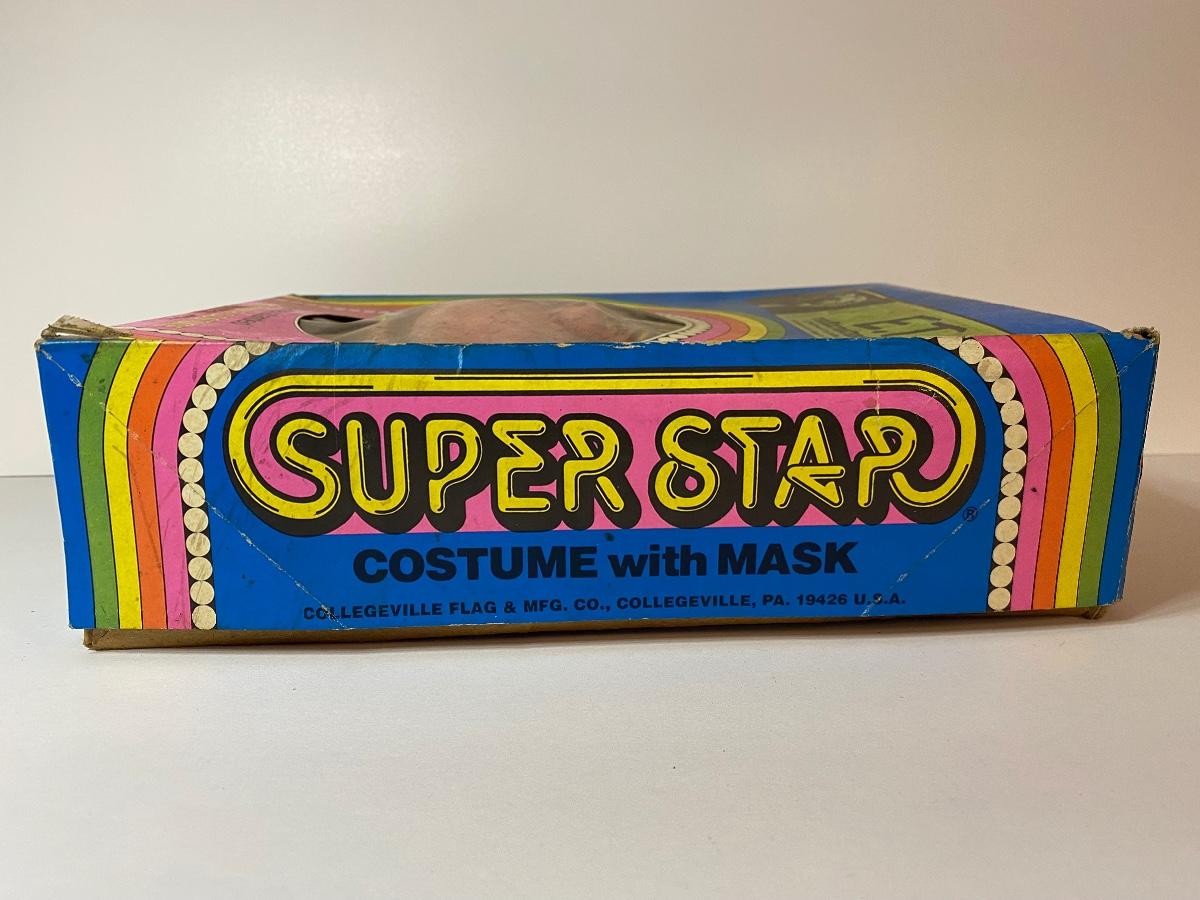 SUPER STAR®
COSTUME with MASK
COLLEGEVILLE FLAG & MFG. CO., COLLEGEVILLE, PA. 19426 U.S.A.